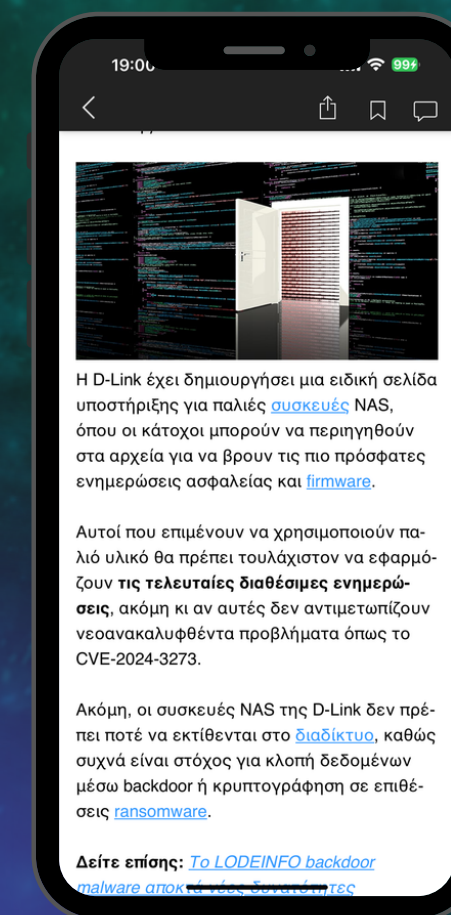 19:00
99
Η D-Link έχει δημιουργήσει μια ειδική σελίδα
υποστήριξης για παλιές συσκευές NAS,
όπου οι κάτοχοι μπορούν να περιηγηθούν
στα αρχεία για να βρουν τις πιο πρόσφατες
ενημερώσεις ασφαλείας και firmware.
Αυτοί που επιμένουν να χρησιμοποιούν πα-
λιό υλικό θα πρέπει τουλάχιστον να εφαρμό-
ζουν τις τελευταίες διαθέσιμες ενημερώ-
σεις, ακόμη κι αν αυτές δεν αντιμετωπίζουν
νεοανακαλυφθέντα προβλήματα όπως το
CVE-2024-3273.
Ακόμη, οι συσκευές NAS της D-Link δεν πρέ-
πει ποτέ να εκτίθενται στο διαδίκτυο, καθώς
συχνά είναι στόχος για κλοπή δεδομένων
μέσω backdoor ή κρυπτογράφηση σε επιθέ-
σεις ransomware.
Δείτε επίσης: Το LODEINFO backdoor
malware αποκτά νέες δυνατότητες